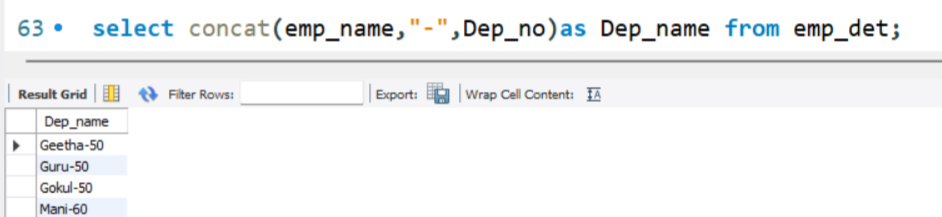 63 select concat(emp_name,"-",Dep_no)as Dep_name from emp_det;
Result Grid Filter Rows: Export: Wrap Cell Content: IA
Dep_name
Geetha-50
Guru-50
Gokul-50
Mani-60